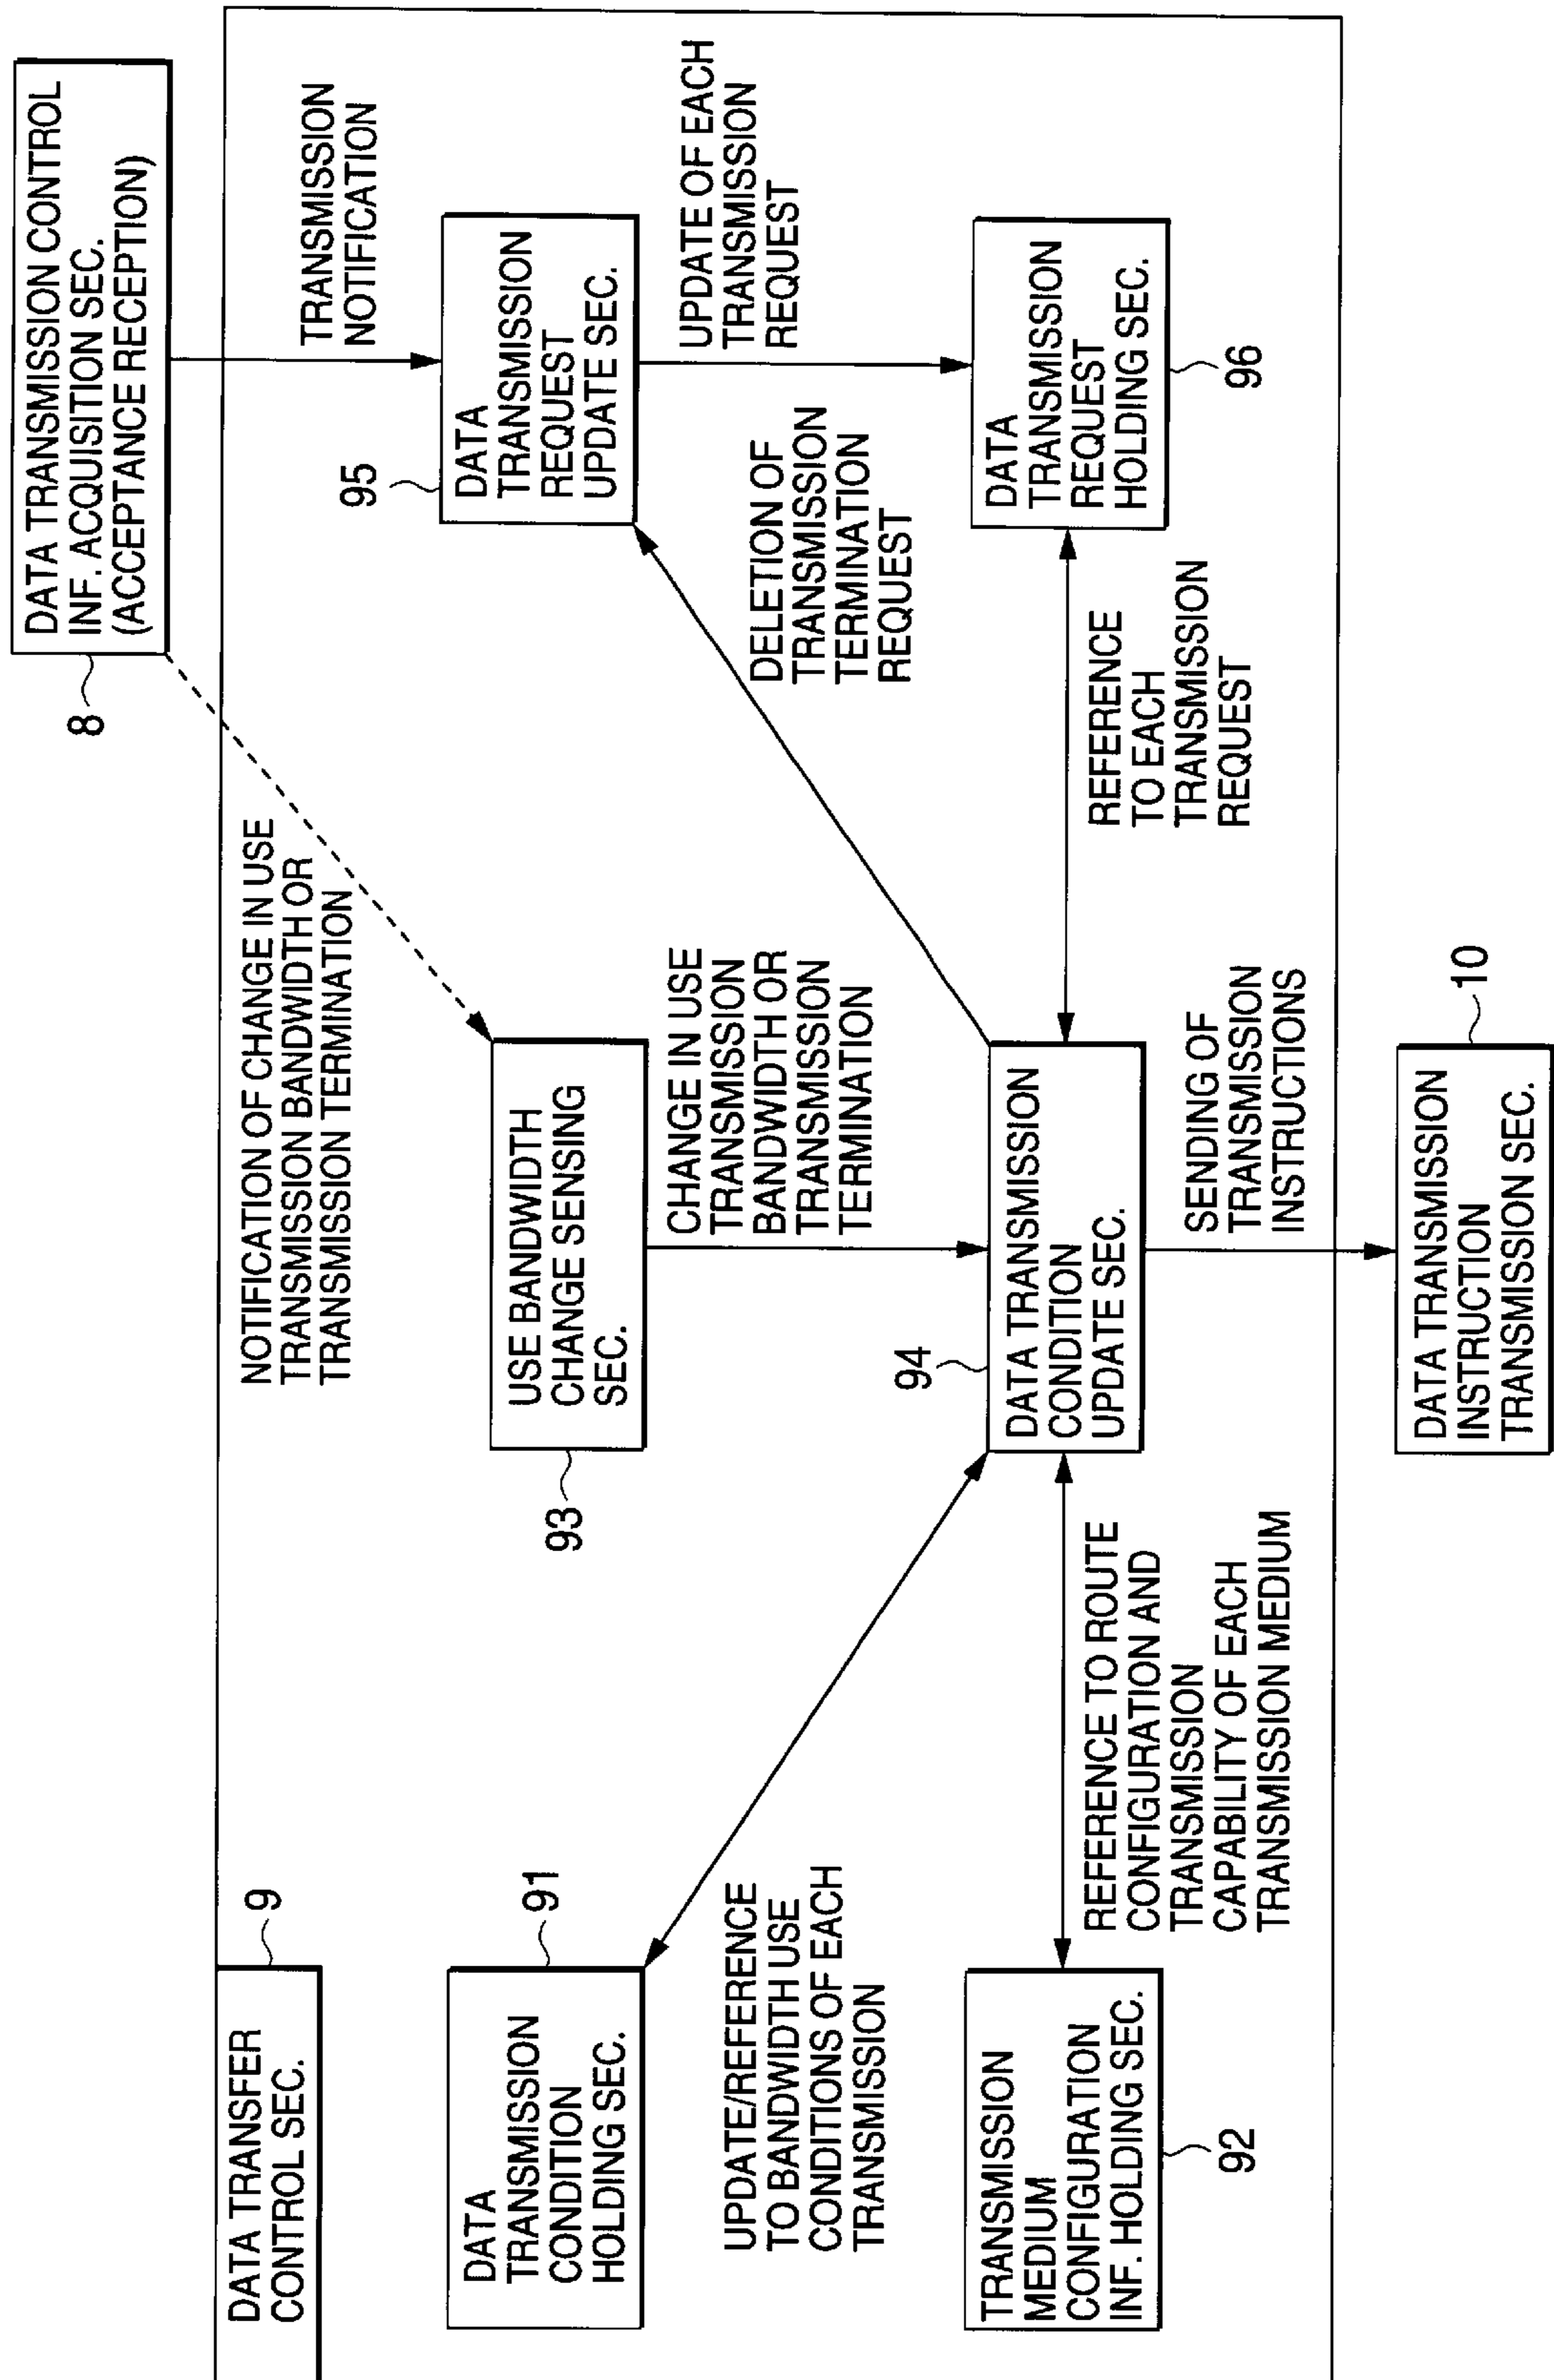 DATA TRANSMISSION CONTROL
INF. ACQUISITION SEC.
(ACCEPTANCE RECEPTION)
8
DATA TRANSFER
CONTROL SEC.
9
NOTIFICATION OF CHANGE IN USE
TRANSMISSION BANDWIDTH OR
TRANSMISSION TERMINATION
TRANSMISSION
NOTIFICATION
DATA
TRANSMISSION
CONDITION
HOLDING SEC.
91
USE BANDWIDTH
CHANGE SENSING
SEC.
93
DATA
TRANSMISSION
REQUEST
UPDATE SEC.
95
UPDATE/REFERENCE
TO BANDWIDTH USE
CONDITIONS OF EACH
TRANSMISSION
CHANGE IN USE
TRANSMISSION
BANDWIDTH OR
TRANSMISSION
TERMINATION
DELETION OF
TRANSMISSION
TERMINATION
REQUEST
UPDATE OF EACH
TRANSMISSION
REQUEST
TRANSMISSION
MEDIUM
CONFIGURATION
INF. HOLDING SEC.
92
REFERENCE TO ROUTE
CONFIGURATION AND
TRANSMISSION
CAPABILITY OF EACH
TRANSMISSION MEDIUM
94
DATA TRANSMISSION
CONDITION
UPDATE SEC.
REFERENCE
TO EACH
TRANSMISSION
REQUEST
DATA
TRANSMISSION
REQUEST
HOLDING SEC.
96
SENDING OF
TRANSMISSION
INSTRUCTIONS
DATA TRANSMISSION
INSTRUCTION
TRANSMISSION SEC.
10